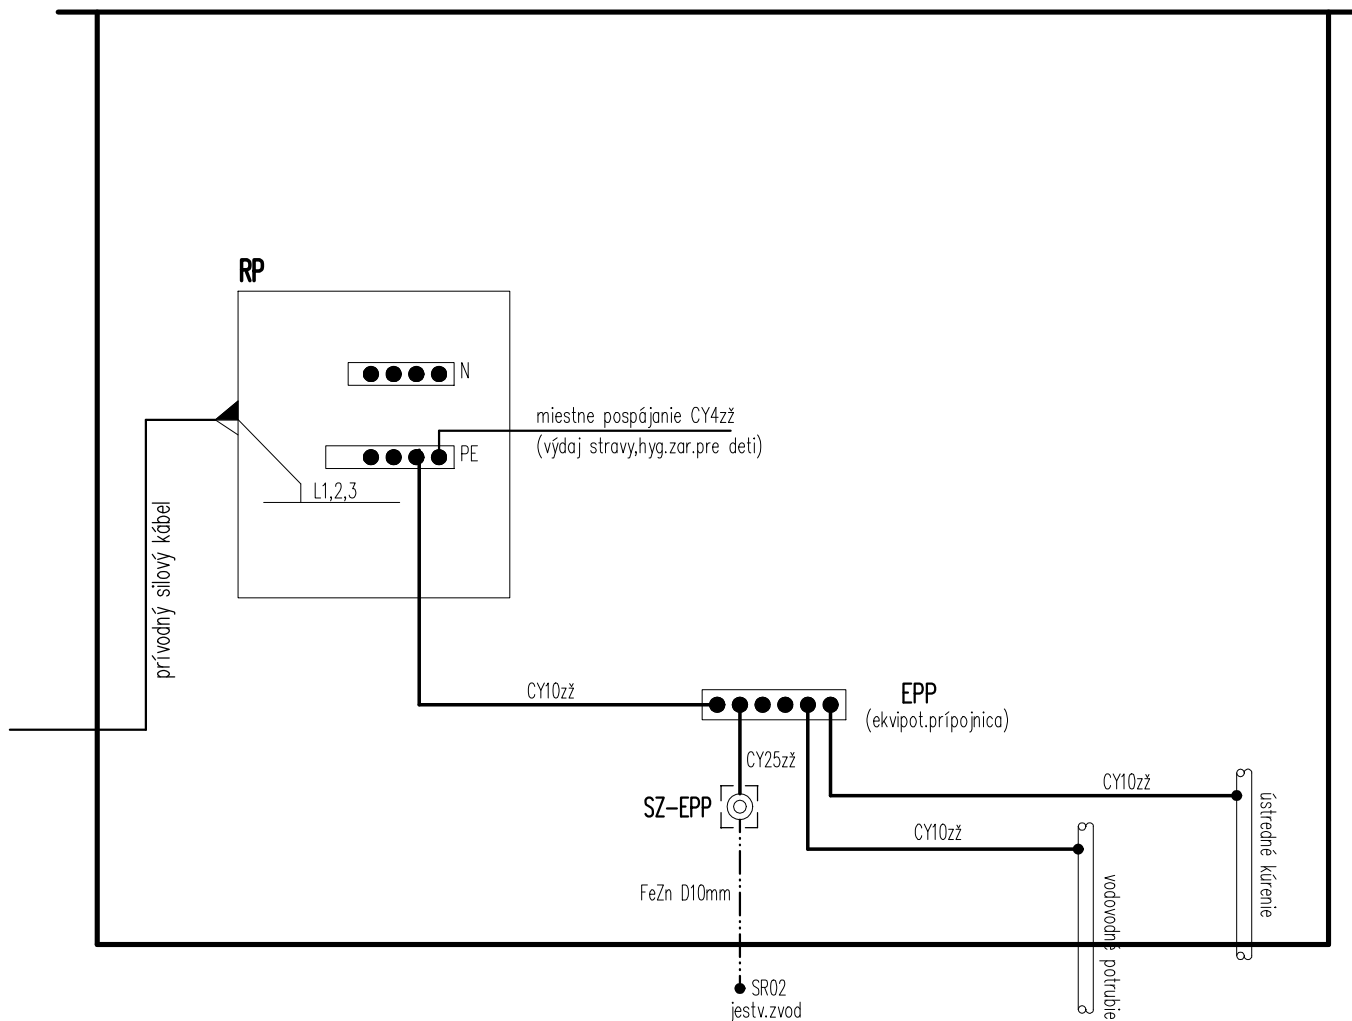 RP
N
miestne pospájanie CY4zž
(výdaj stravy,hyg.zar.pre deti)
PE
L1,2,3
prívodný silový kábel
CY10zž
EPP
(ekvipot.prípojnica)
CY25zž
SZ-EPP
CY10zž
CY10zž
ústredné kúrenie
vodovodné potrubie
FeZn D10mm
SR02
jestv.zvod